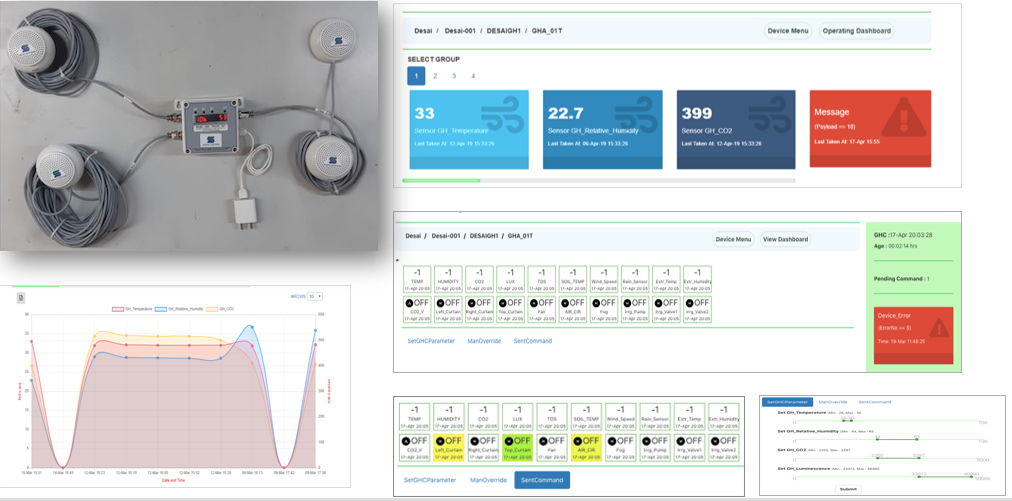 Desai / Desai-001 / DESAIGH1 / GHA_01T
Device Menu
Operating Dashboard
SELECT GROUP
1 2 3 4
33
Sensor GH_Temperature
Last Taken At: 12-Apr-19 15:33:26
22.7
Sensor GH_Relative_Humidity
Last Taken At: 06-Apr-19 15:33:26
399
Sensor GH_CO2
Last Taken At: 12-Apr-19 15:33:26
Message
(Payload == 10)
Last Taken At: 17-Apr 15:55
Desai / Desai-001 / DESAIGH1 / GHA_01T
Device Menu
View Dashboard
-1 -1 -1 -1 -1 -1 -1 -1 -1 -1
TEMP HUMIDITY CO2 LUX TDS SOIL_TEMP Wind_Speed Rain_Sensor Extr_Temp Extr_Humidity
17-Apr 20:05 17-Apr 20:05 17-Apr 20:05 17-Apr 20:05 17-Apr 20:05 17-Apr 20:05 17-Apr 20:05 17-Apr 20:05 17-Apr 20:05 17-Apr 20:05
OFF OFF OFF OFF OFF OFF OFF OFF OFF OFF
CO2_V Left_Curtain Right_Curtain Top_Curtain Fan AIR_CIR Fog Irrg_Pump Irrg_Valve1 Irrg_Valve2
17-Apr 20:05 17-Apr 20:05 17-Apr 20:05 17-Apr 20:05 17-Apr 20:05 17-Apr 20:05 17-Apr 20:05 17-Apr 20:05 17-Apr 20:05 17-Apr 20:05
SetGHCParameter ManOverride SentCommand
GHC :17-Apr 20:03:28
Age : 00:02:14 hrs
Pending Command : 1
Device_Error
(ErrorNo == 5)
Time: 19-Mar 11:46:25
#ROWS 10
GH_Temperature GH_Relative_Humidity GH_CO2
Date and Time
-1 -1 -1 -1 -1 -1 -1 -1 -1 -1
TEMP HUMIDITY CO2 LUX TDS SOIL_TEMP Wind_Speed Rain_Sensor Extr_Temp Extr_Humidity
17-Apr 20:05 17-Apr 20:05 17-Apr 20:05 17-Apr 20:05 17-Apr 20:05 17-Apr 20:05 17-Apr 20:05 17-Apr 20:05 17-Apr 20:05 17-Apr 20:05
OFF OFF OFF OFF OFF OFF OFF OFF OFF OFF
CO2_V Left_Curtain Right_Curtain Top_Curtain Fan AIR_CIR Fog Irrg_Pump Irrg_Valve1 Irrg_Valve2
17-Apr 20:05 17-Apr 20:05 17-Apr 20:05 17-Apr 20:05 17-Apr 20:05 17-Apr 20:05 17-Apr 20:05 17-Apr 20:05 17-Apr 20:05 17-Apr 20:05
SetGHCParameter ManOverride SentCommand
SetGHCParameter ManOverride SentCommand
Set GH_Temperature
Set GH_Relative_Humidity
Set GH_CO2
Set GH_Luminescence
Submit